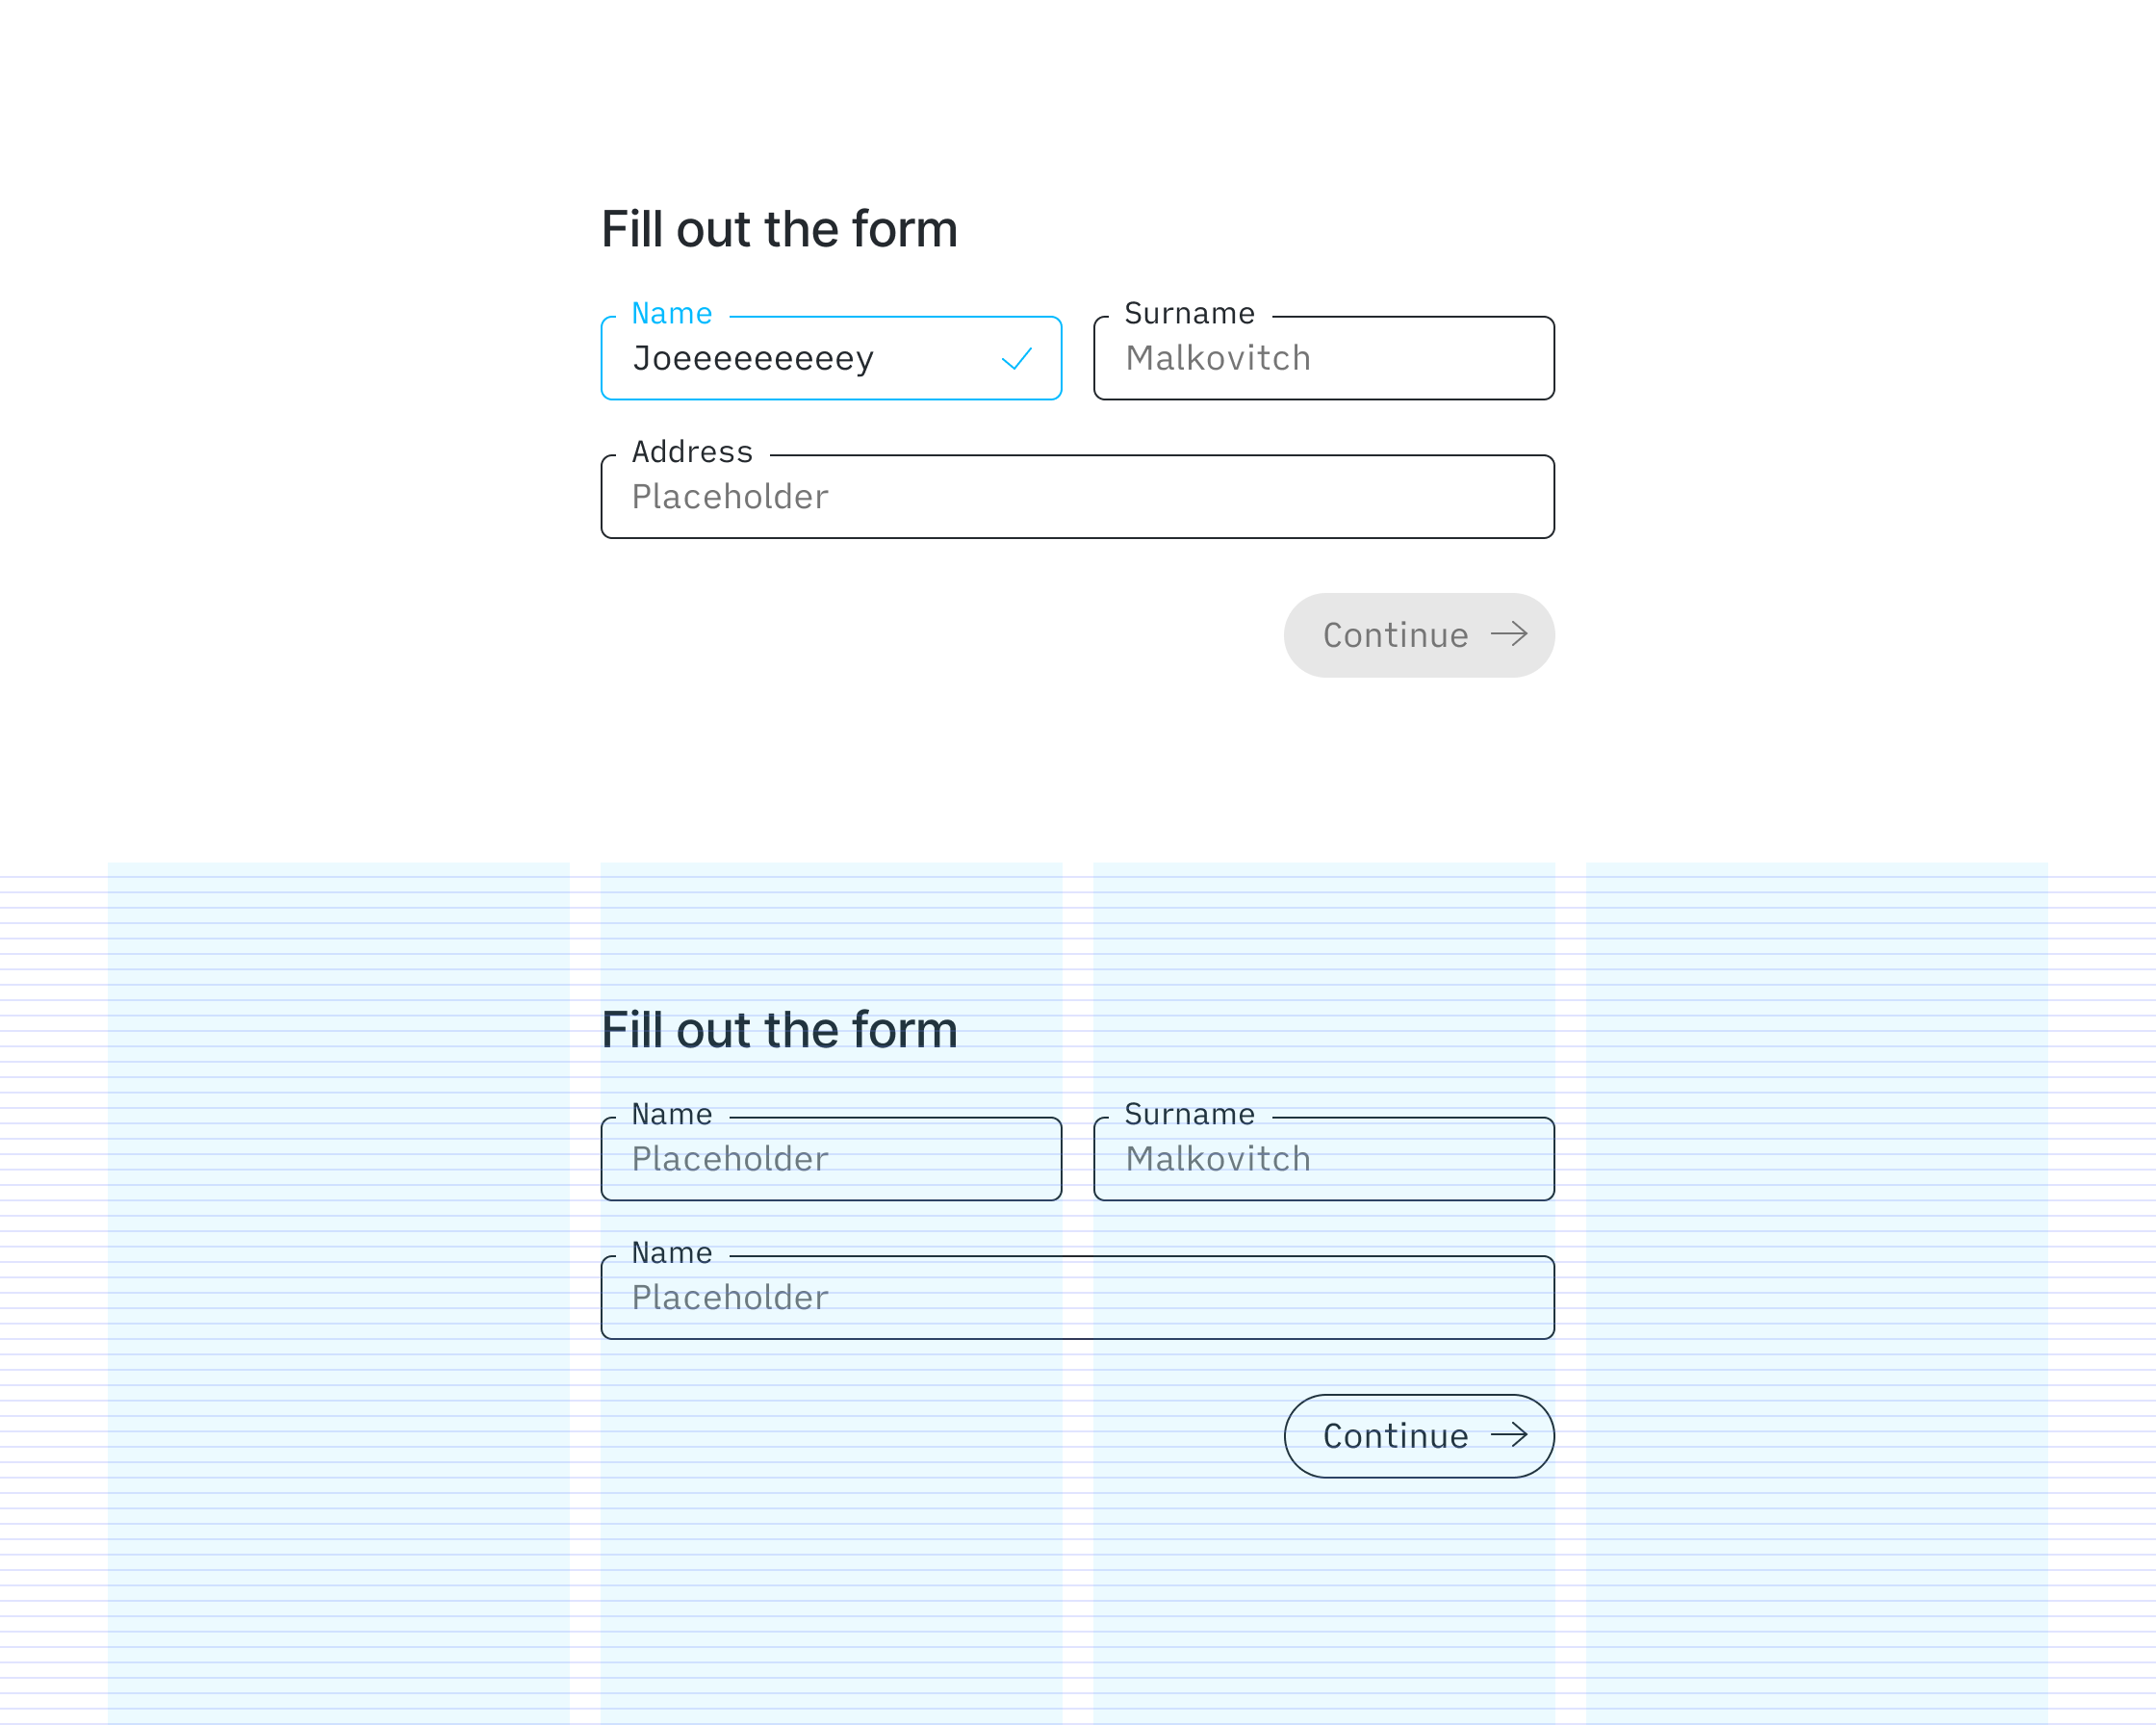 Fill out the form
Name Surname
Joeeeeeeeeeey Malkovitch
Address
Placeholder
Continue
Fill out the form
Name Surname
Placeholder Malkovitch
Name
Placeholder
Continue